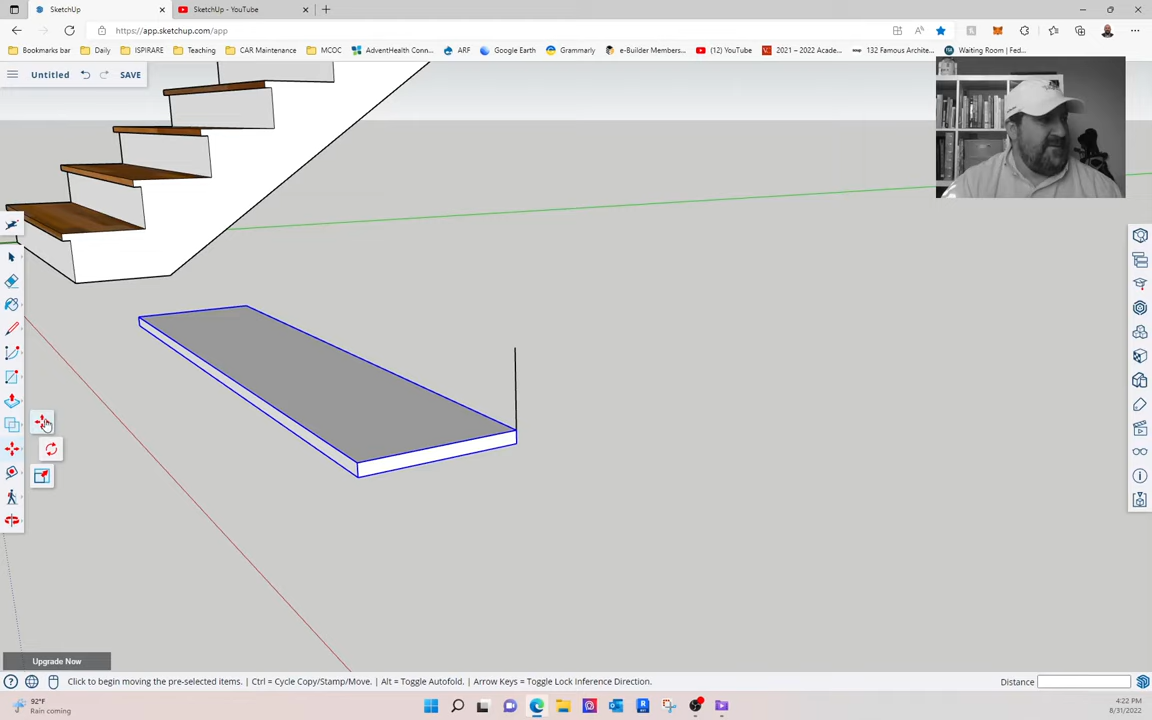 SketchUp
SketchUp - YouTube
https://app.sketchup.com/app
Bookmarks bar
Daily
ISPIRARE
Teaching
CAR Maintenance
MCOC
AdventHealth Conn...
ARF
Google Earth
Grammarly
e-Builder Members...
(12) YouTube
2021 – 2022 Acade...
132 Famous Archite...
Waiting Room | Fed...
Untitled
SAVE
Upgrade Now
Click to begin moving the pre-selected items. | Ctrl = Cycle Copy/Stamp/Move. | Alt = Toggle Autofold. | Arrow Keys = Toggle Lock Inference Direction.
Distance
92°F
Rain coming
4:22 PM
8/31/2022